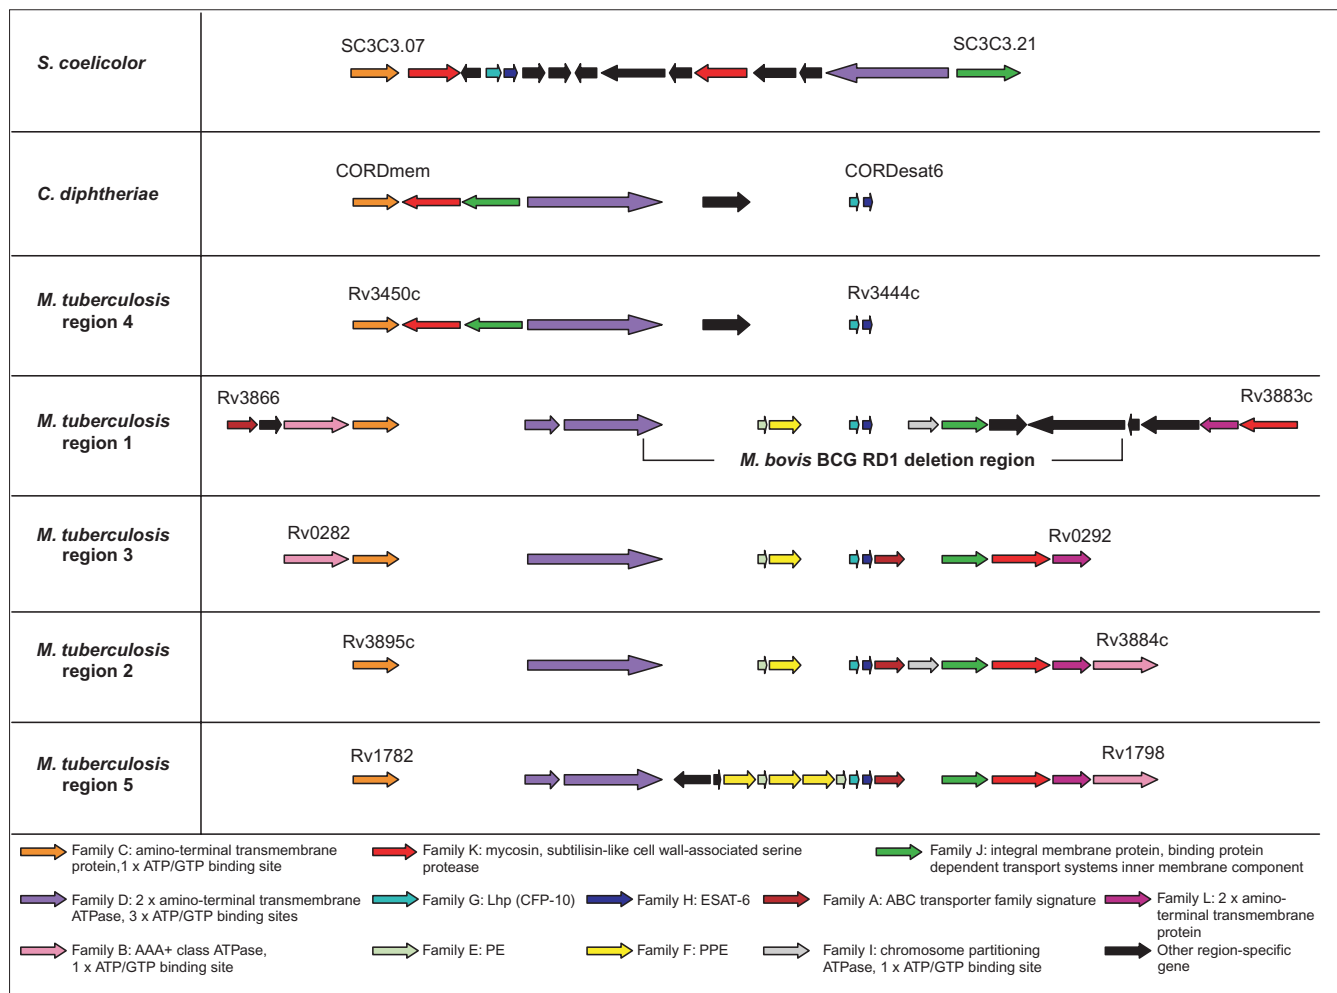 SC3C3.07
SC3C3.21
S. coelicolor
CORDmem
CORDesat6
C. diphtheriae
Rv3450c
Rv3444c
M. tuberculosis
region 4
Rv3866
Rv3883c
M. tuberculosis
region 1
M. bovis BCG RD1 deletion region
Rv0282
Rv0292
M. tuberculosis
region 3
Rv3895c
Rv3884c
M. tuberculosis
region 2
Rv1782
Rv1798
M. tuberculosis
region 5
Family C: amino-terminal transmembrane
protein,1 x ATP/GTP binding site
Family K: mycosin, subtilisin-like cell wall-associated serine
protease
Family J: integral membrane protein, binding protein
dependent transport systems inner membrane component
Family D: 2 x amino-terminal transmembrane
ATPase, 3 x ATP/GTP binding sites
Family G: Lhp (CFP-10)
Family H: ESAT-6
Family A: ABC transporter family signature
Family L: 2 x amino-
terminal transmembrane
protein
Family B: AAA+ class ATPase,
1 x ATP/GTP binding site
Family E: PE
Family F: PPE
Family I: chromosome partitioning
ATPase, 1 x ATP/GTP binding site
Other region-specific
gene